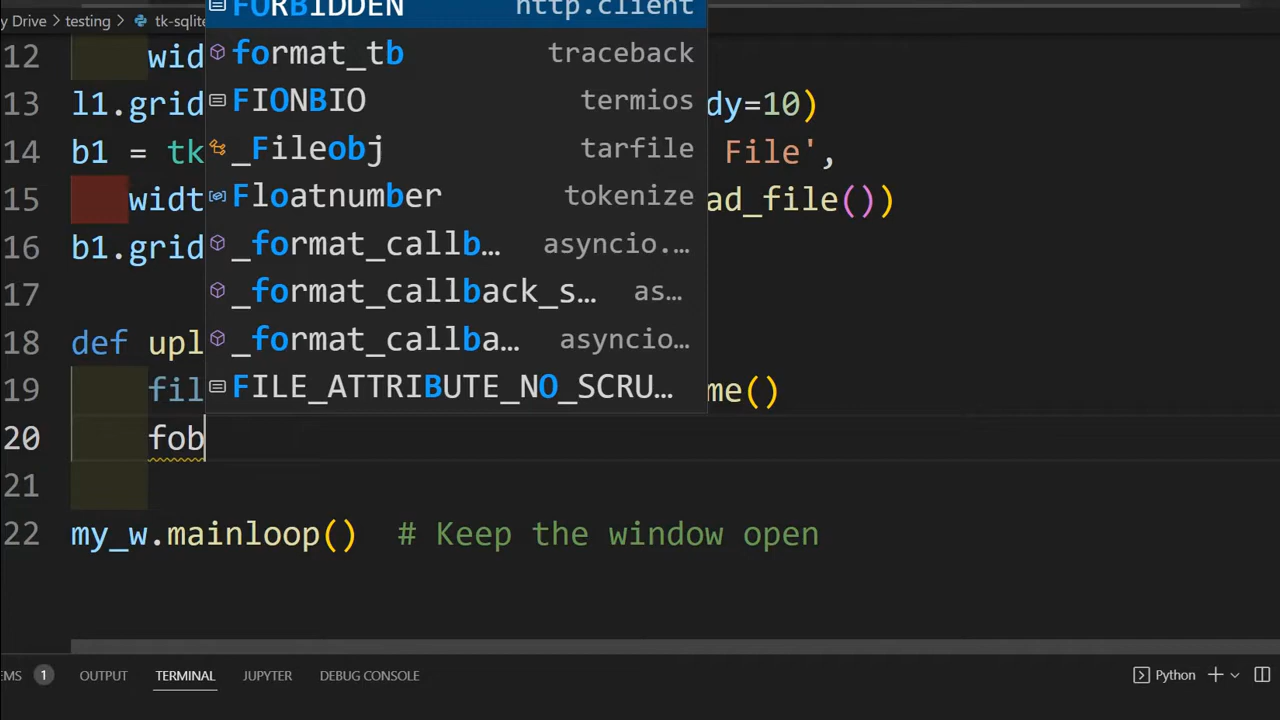 y Drive › testing › tk-sqlite
FORBIDDEN http.client
12 wid
format_tb traceback
13 l1.grid dy=10)
FIONBIO termios
14 b1 = tk File',
_Fileobj tarfile
15 widt ad_file())
Floatnumber tokenize
16 b1.grid
_format_callb… asyncio.…
17
_format_callback_s… as…
18 def upl
_format_callba… asyncio…
19 fil me()
FILE_ATTRIBUTE_NO_SCRU…
20 fob
21
22 my_w.mainloop() # Keep the window open
EMS 1 OUTPUT TERMINAL JUPYTER DEBUG CONSOLE Python